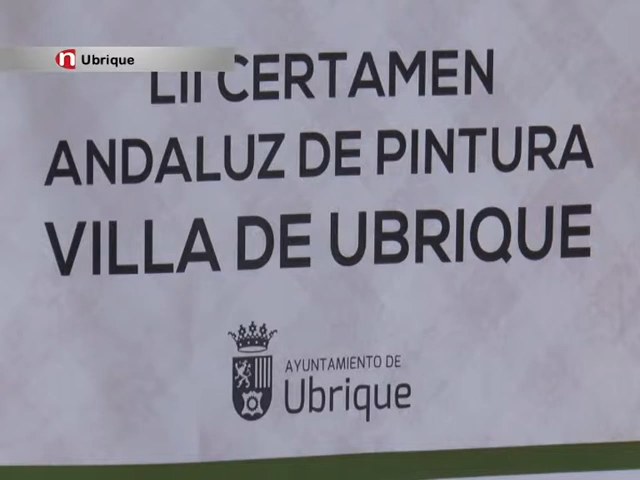 n Ubrique
LII CERTAMEN
ANDALUZ DE PINTURA
VILLA DE UBRIQUE
AYUNTAMIENTO DE
Ubrique